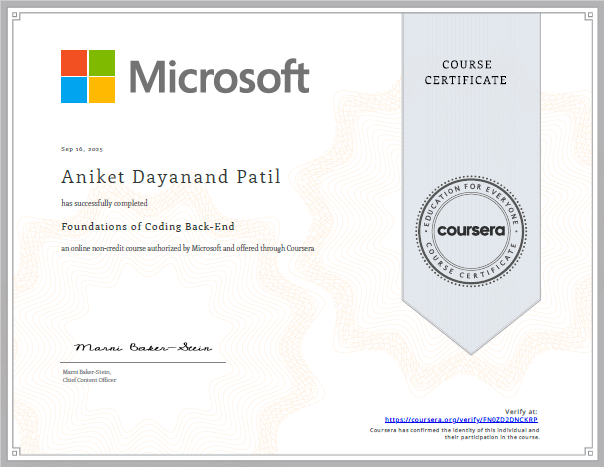 Microsoft
COURSE
CERTIFICATE
Sep 16, 2025
Aniket Dayanand Patil
has successfully completed
Foundations of Coding Back-End
an online non-credit course authorized by Microsoft and offered through Coursera
EDUCATION FOR EVERYONE
coursera
COURSE CERTIFICATE
Marni Baker-Stein
Marni Baker-Stein,
Chief Content Officer
Verify at:
https://coursera.org/verify/FN0ZD2DNCKRP
Coursera has confirmed the identity of this individual and
their participation in the course.